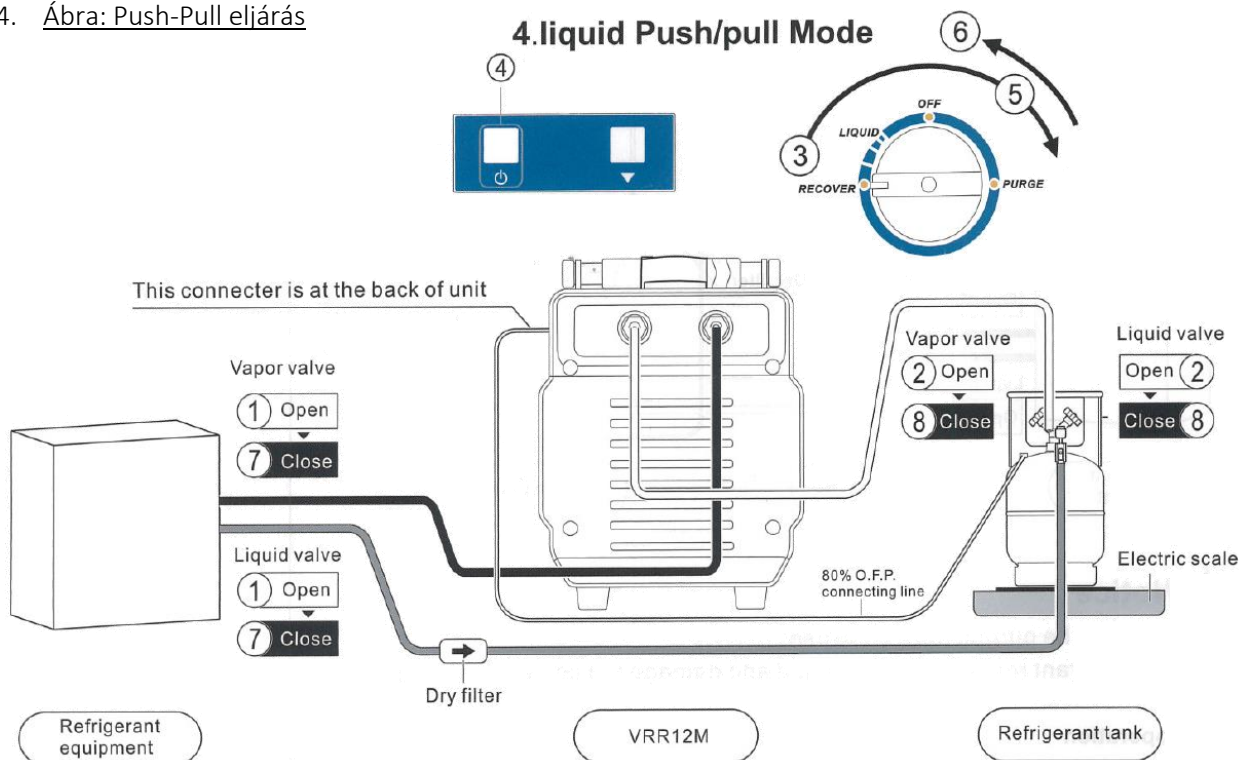 4. Ábra: Push-Pull eljárás
4.liquid Push/pull Mode
④
⑥
⑤
③
OFF
LIQUID
RECOVER
PURGE
This connecter is at the back of unit
Vapor valve
① Open
⑦ Close
Liquid valve
① Open
⑦ Close
Vapor valve
② Open
⑧ Close
Liquid valve
Open ②
Close ⑧
80% O.F.P.
connecting line
Electric scale
Dry filter
Refrigerant
equipment
VRR12M
Refrigerant tank